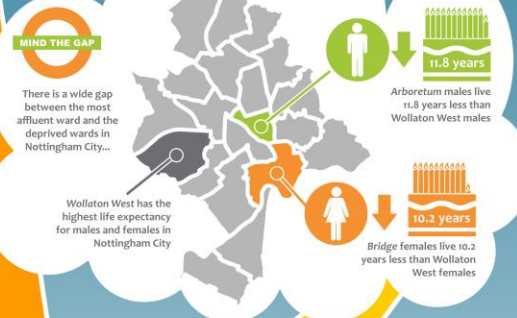 MIND THE GAP
There is a wide gap
between the most
affluent ward and the
deprived wards in
Nottingham City...
11.8 years
Arboretum males live
11.8 years less than
Wollaton West males
Wollaton West has the
highest life expectancy
for males and females in
Nottingham City
10.2 years
Bridge females live 10.2
years less than Wollaton
West females